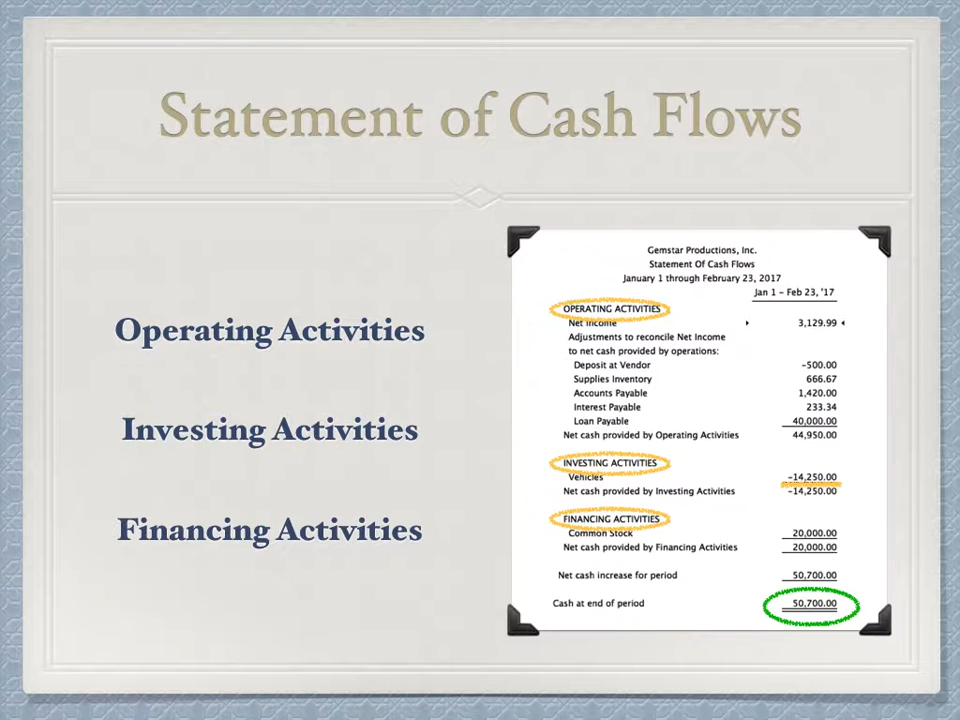 Statement of Cash Flows
Operating Activities
Investing Activities
Financing Activities
Gemstar Productions, Inc.
Statement Of Cash Flows
January 1 through February 23, 2017
Jan 1 - Feb 23, '17
OPERATING ACTIVITIES
Net Income 3,129.99
Adjustments to reconcile Net Income
to net cash provided by operations:
Deposit at Vendor -500.00
Supplies Inventory 666.67
Accounts Payable 1,420.00
Interest Payable 233.34
Loan Payable 40,000.00
Net cash provided by Operating Activities 44,950.00
INVESTING ACTIVITIES
Vehicles -14,250.00
Net cash provided by Investing Activities -14,250.00
FINANCING ACTIVITIES
Common Stock 20,000.00
Net cash provided by Financing Activities 20,000.00
Net cash increase for period 50,700.00
Cash at end of period 50,700.00